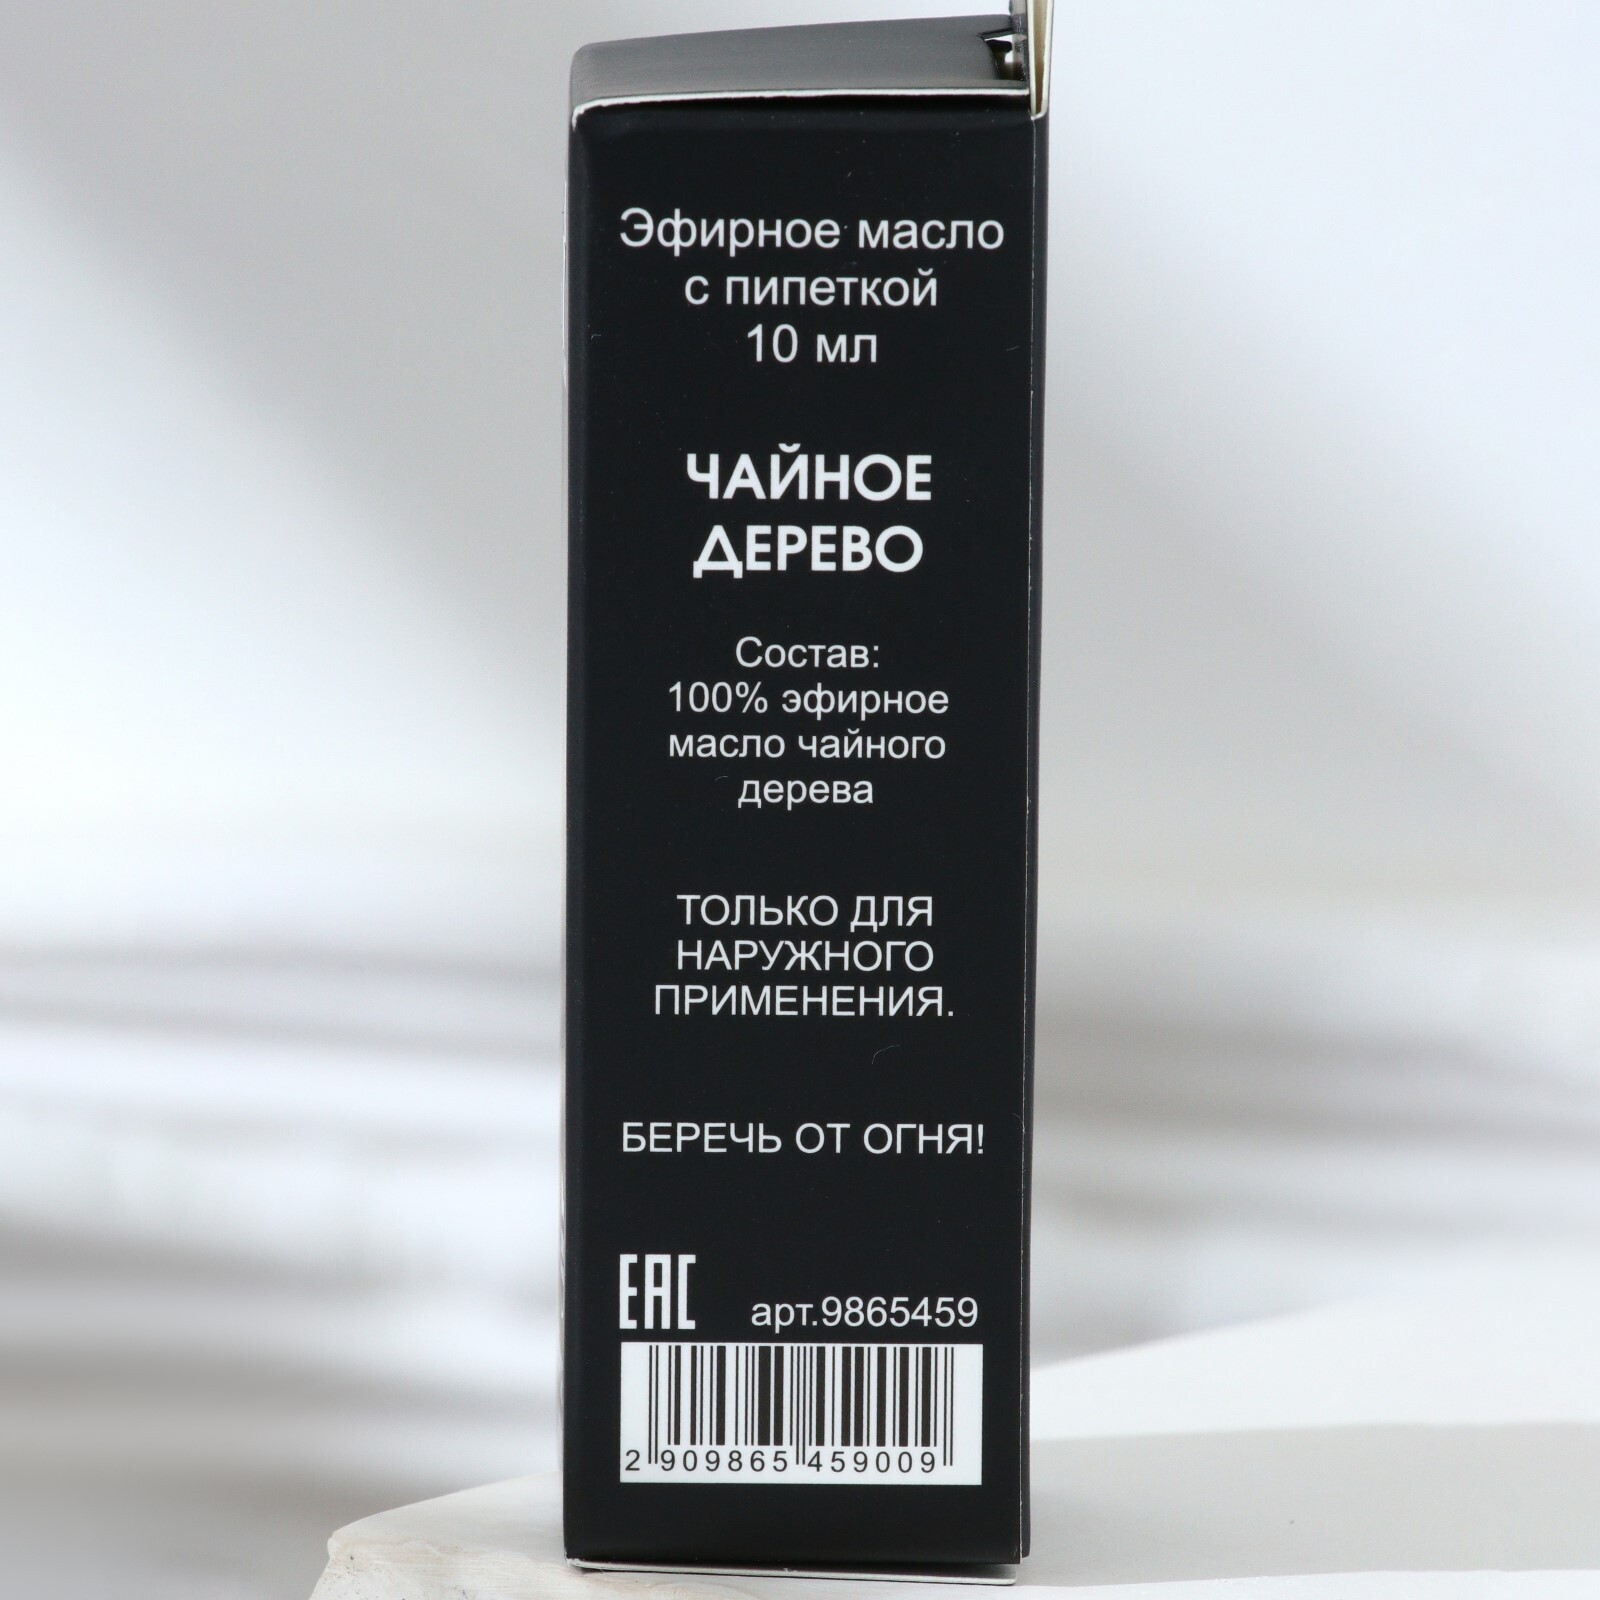 Эфирное масло
с пипеткой
10 мл
ЧАЙНОЕ
ДЕРЕВО
Состав:
100% эфирное
масло чайного
дерева
ТОЛЬКО ДЛЯ
НАРУЖНОГО
ПРИМЕНЕНИЯ.
БЕРЕЧЬ ОТ ОГНЯ!
EAC
арт.9865459
2 909865 459009